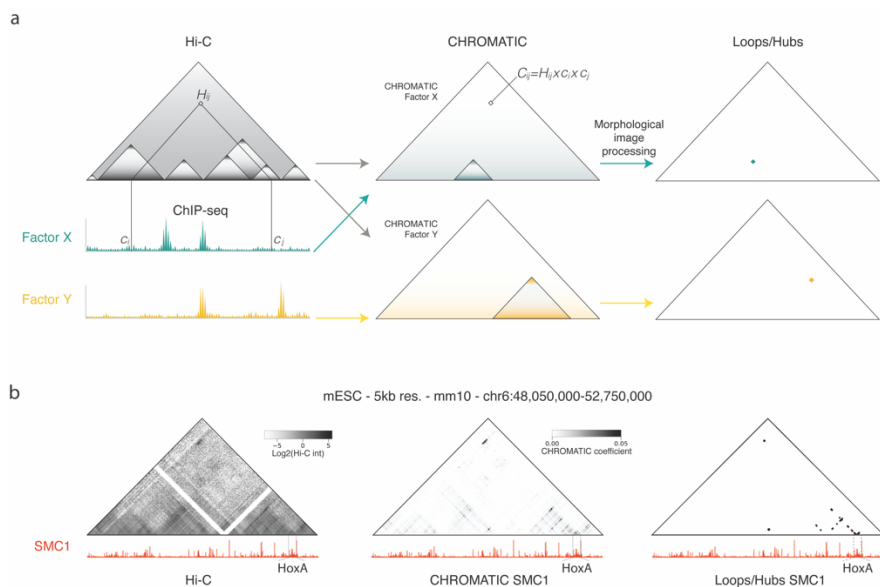 a
Hi-C
CHROMATIC
Loops/Hubs
H_ij
CHROMATIC
Factor X
C_ij=H_ij x c_i x c_j
Morphological
image
processing
ChIP-seq
Factor X
c_i
c_j
CHROMATIC
Factor Y
Factor Y
b
mESC - 5kb res. - mm10 - chr6:48,050,000-52,750,000
-5 0 5
Log2(Hi-C int)
0.00 0.05
CHROMATIC coefficient
SMC1
HoxA
HoxA
HoxA
Hi-C
CHROMATIC SMC1
Loops/Hubs SMC1